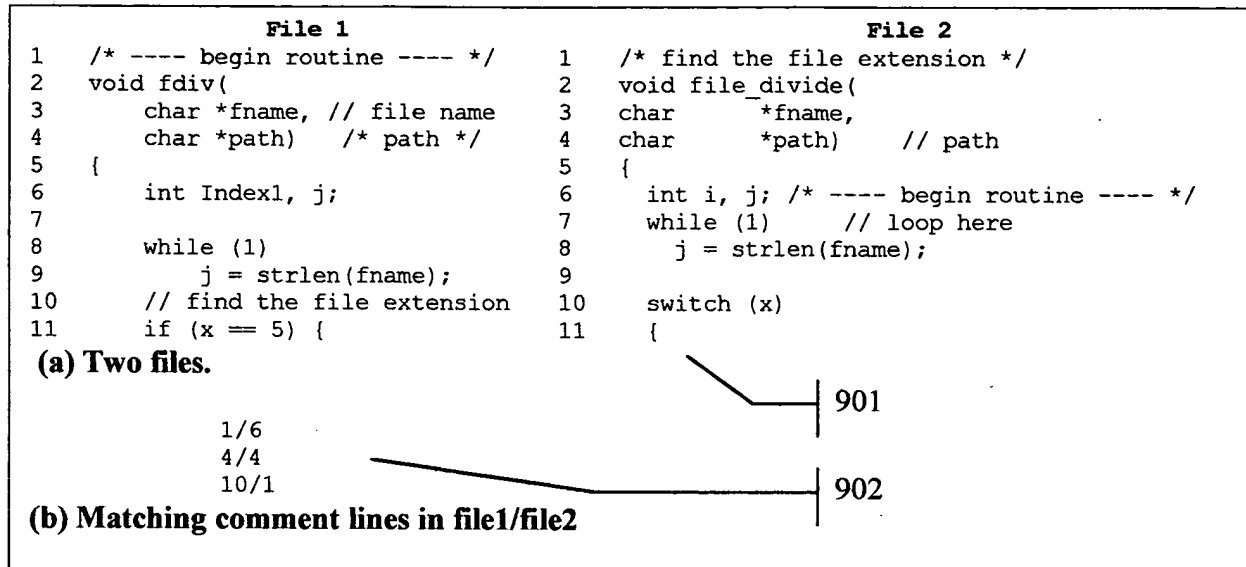 File 1 File 2
1 /* ---- begin routine ---- */ 1 /* find the file extension */
2 void fdiv( 2 void file_divide(
3 char *fname, // file name 3 char *fname,
4 char *path) /* path */ 4 char *path) // path
5 { 5 {
6 int Index1, j; 6 int i, j; /* ---- begin routine ---- */
7 7 while (1) // loop here
8 while (1) 8 j = strlen(fname);
9 j = strlen(fname); 9
10 // find the file extension 10 switch (x)
11 if (x == 5) { 11 {
(a) Two files.
901
1/6
4/4
10/1
902
(b) Matching comment lines in file1/file2